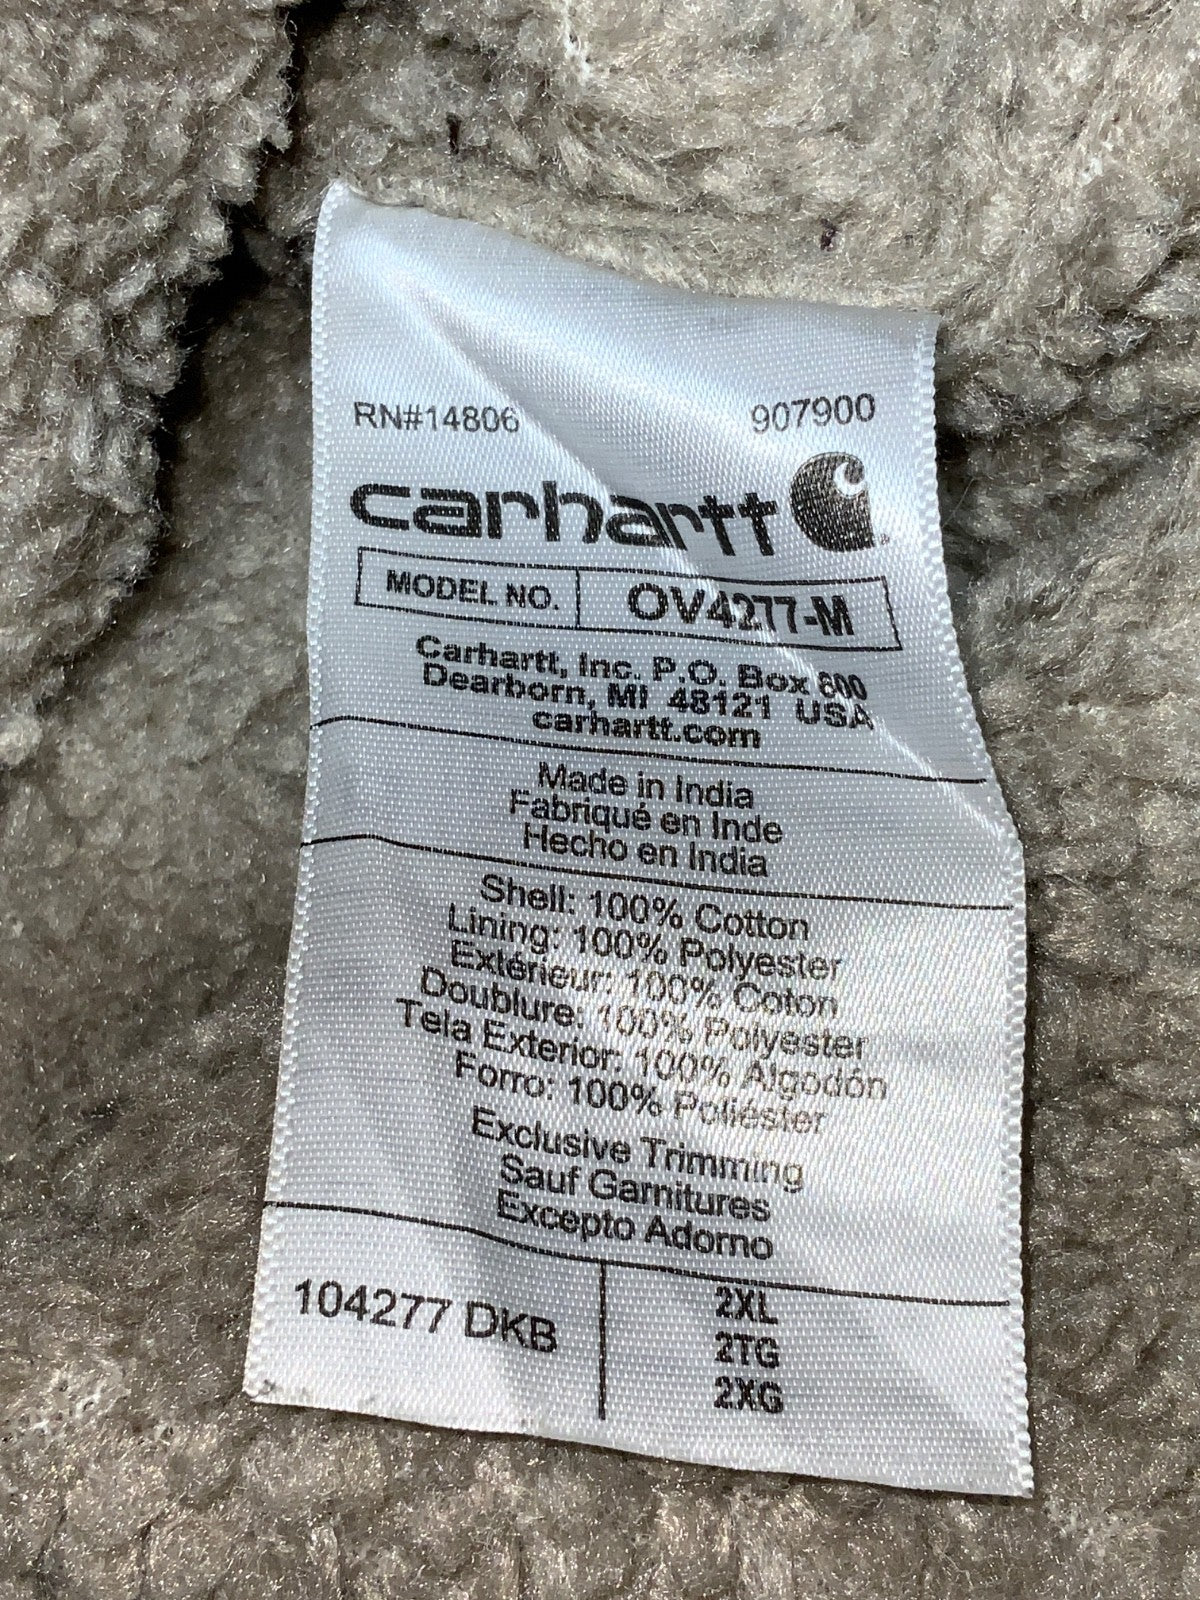 RN#14806 907900
carhartt
MODEL NO. OV4277-M
Carhartt, Inc. P.O. Box 600
Dearborn, MI 48121 USA
carhartt.com
Made in India
Fabriqué en Inde
Hecho en India
Shell: 100% Cotton
Lining: 100% Polyester
Extérieur: 100% Coton
Doublure: 100% Polyester
Tela Exterior: 100% Algodón
Forro: 100% Poliéster
Exclusive Trimming
Sauf Garnitures
Excepto Adorno
104277 DKB
2XL
2TG
2XG